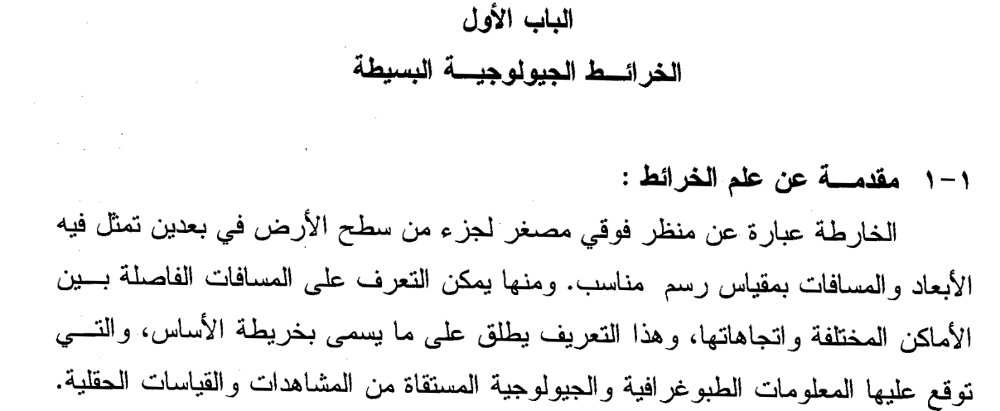 الباب الأول
الخرائط الجيولوجية البسيطة
١-١ مقدمة عن علم الخرائط :
الخارطة عبارة عن منظر فوقي مصغر لجزء من سطح الأرض في بعدين تمثل فيه
الأبعاد والمسافات بمقياس رسم مناسب. ومنها يمكن التعرف على المسافات الفاصلة بين
الأماكن المختلفة واتجاهاتها، وهذا التعريف يطلق على ما يسمى بخريطة الأساس، والتي
توقع عليها المعلومات الطبوغرافية والجيولوجية المستقاة من المشاهدات والقياسات الحقلية.